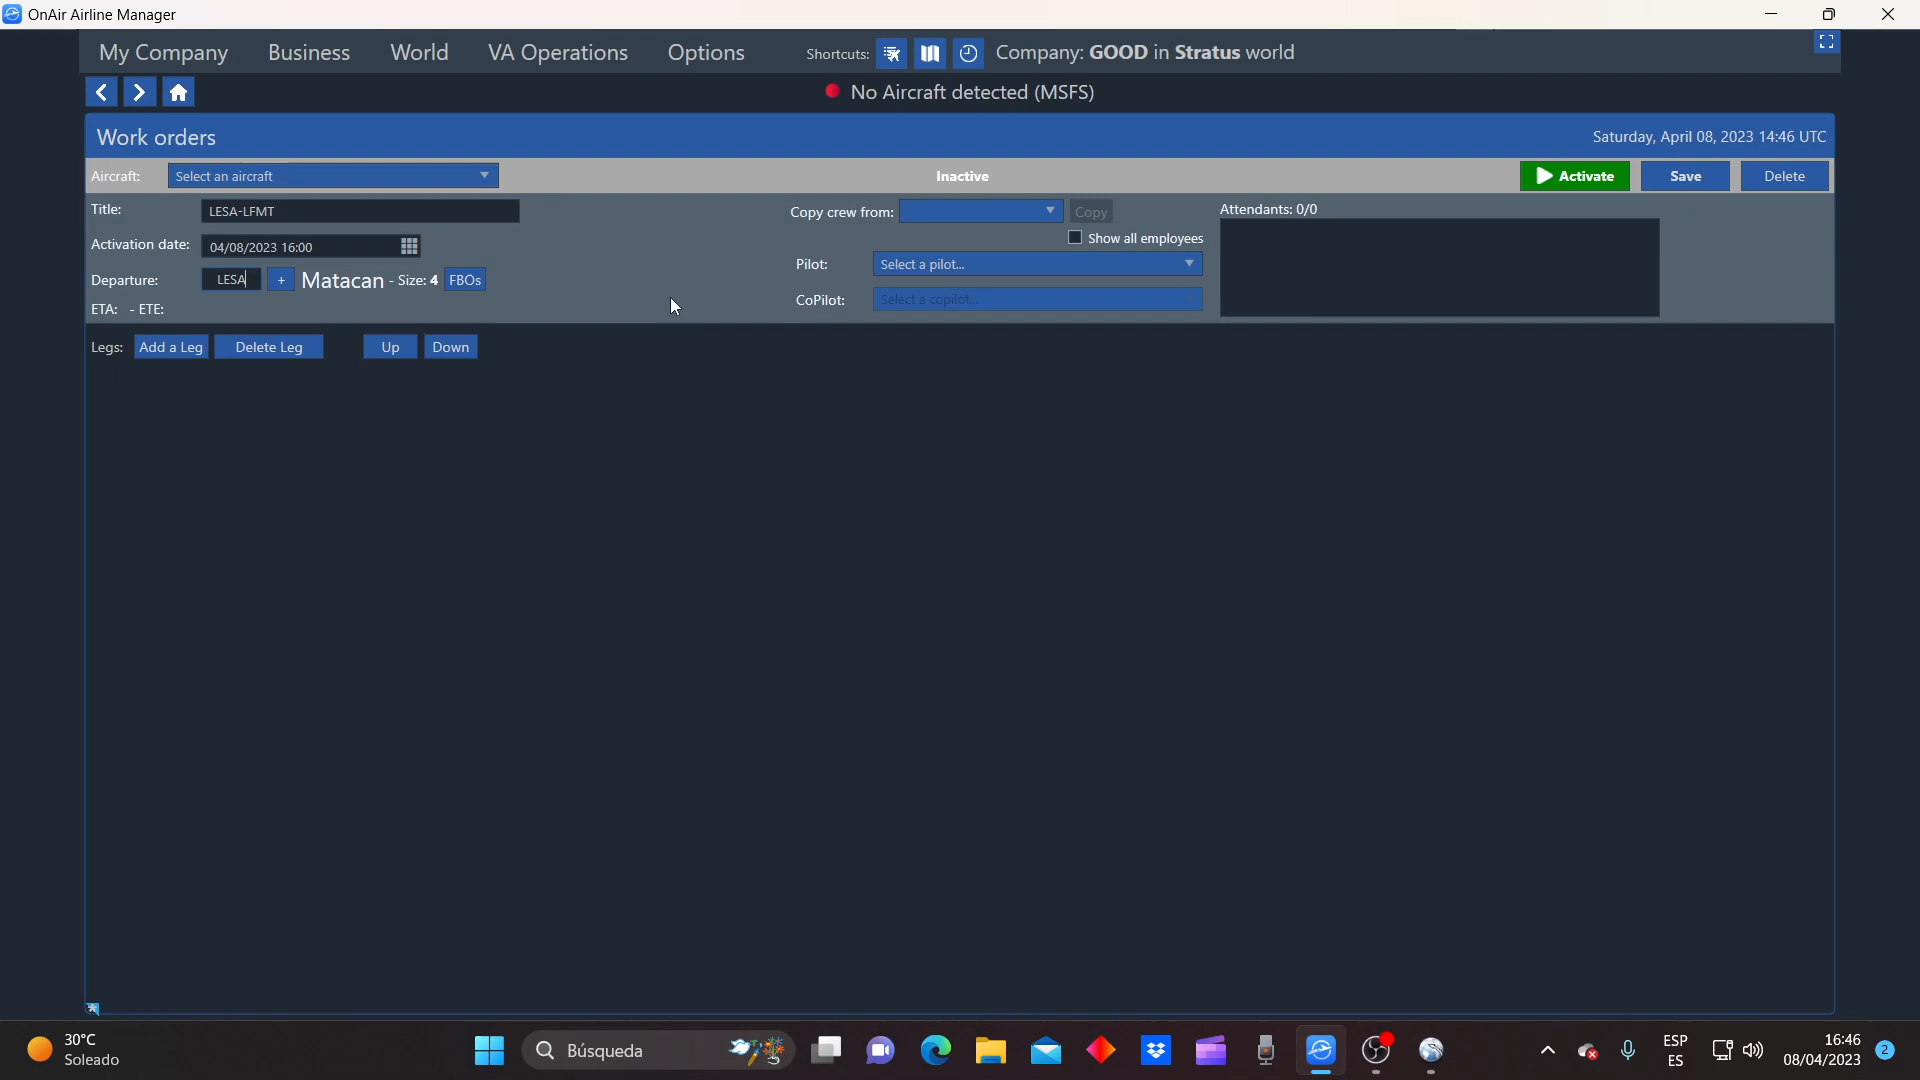 OnAir Airline Manager
My Company Business World VA Operations Options Shortcuts: Company: GOOD in Stratus world
No Aircraft detected (MSFS)
Work orders Saturday, April 08, 2023 14:46 UTC
Aircraft: Select an aircraft Inactive Activate Save Delete
Title: LESA-LFMT Copy crew from: Copy Attendants: 0/0
Show all employees
Activation date: 04/08/2023 16:00
Pilot: Select a pilot...
Departure: LESA + Matacan - Size: 4 FBOs
CoPilot: Select a copilot...
ETA: - ETE:
Legs: Add a Leg Delete Leg Up Down
30°C
Soleado
Búsqueda
ESP
ES
16:46
08/04/2023
2